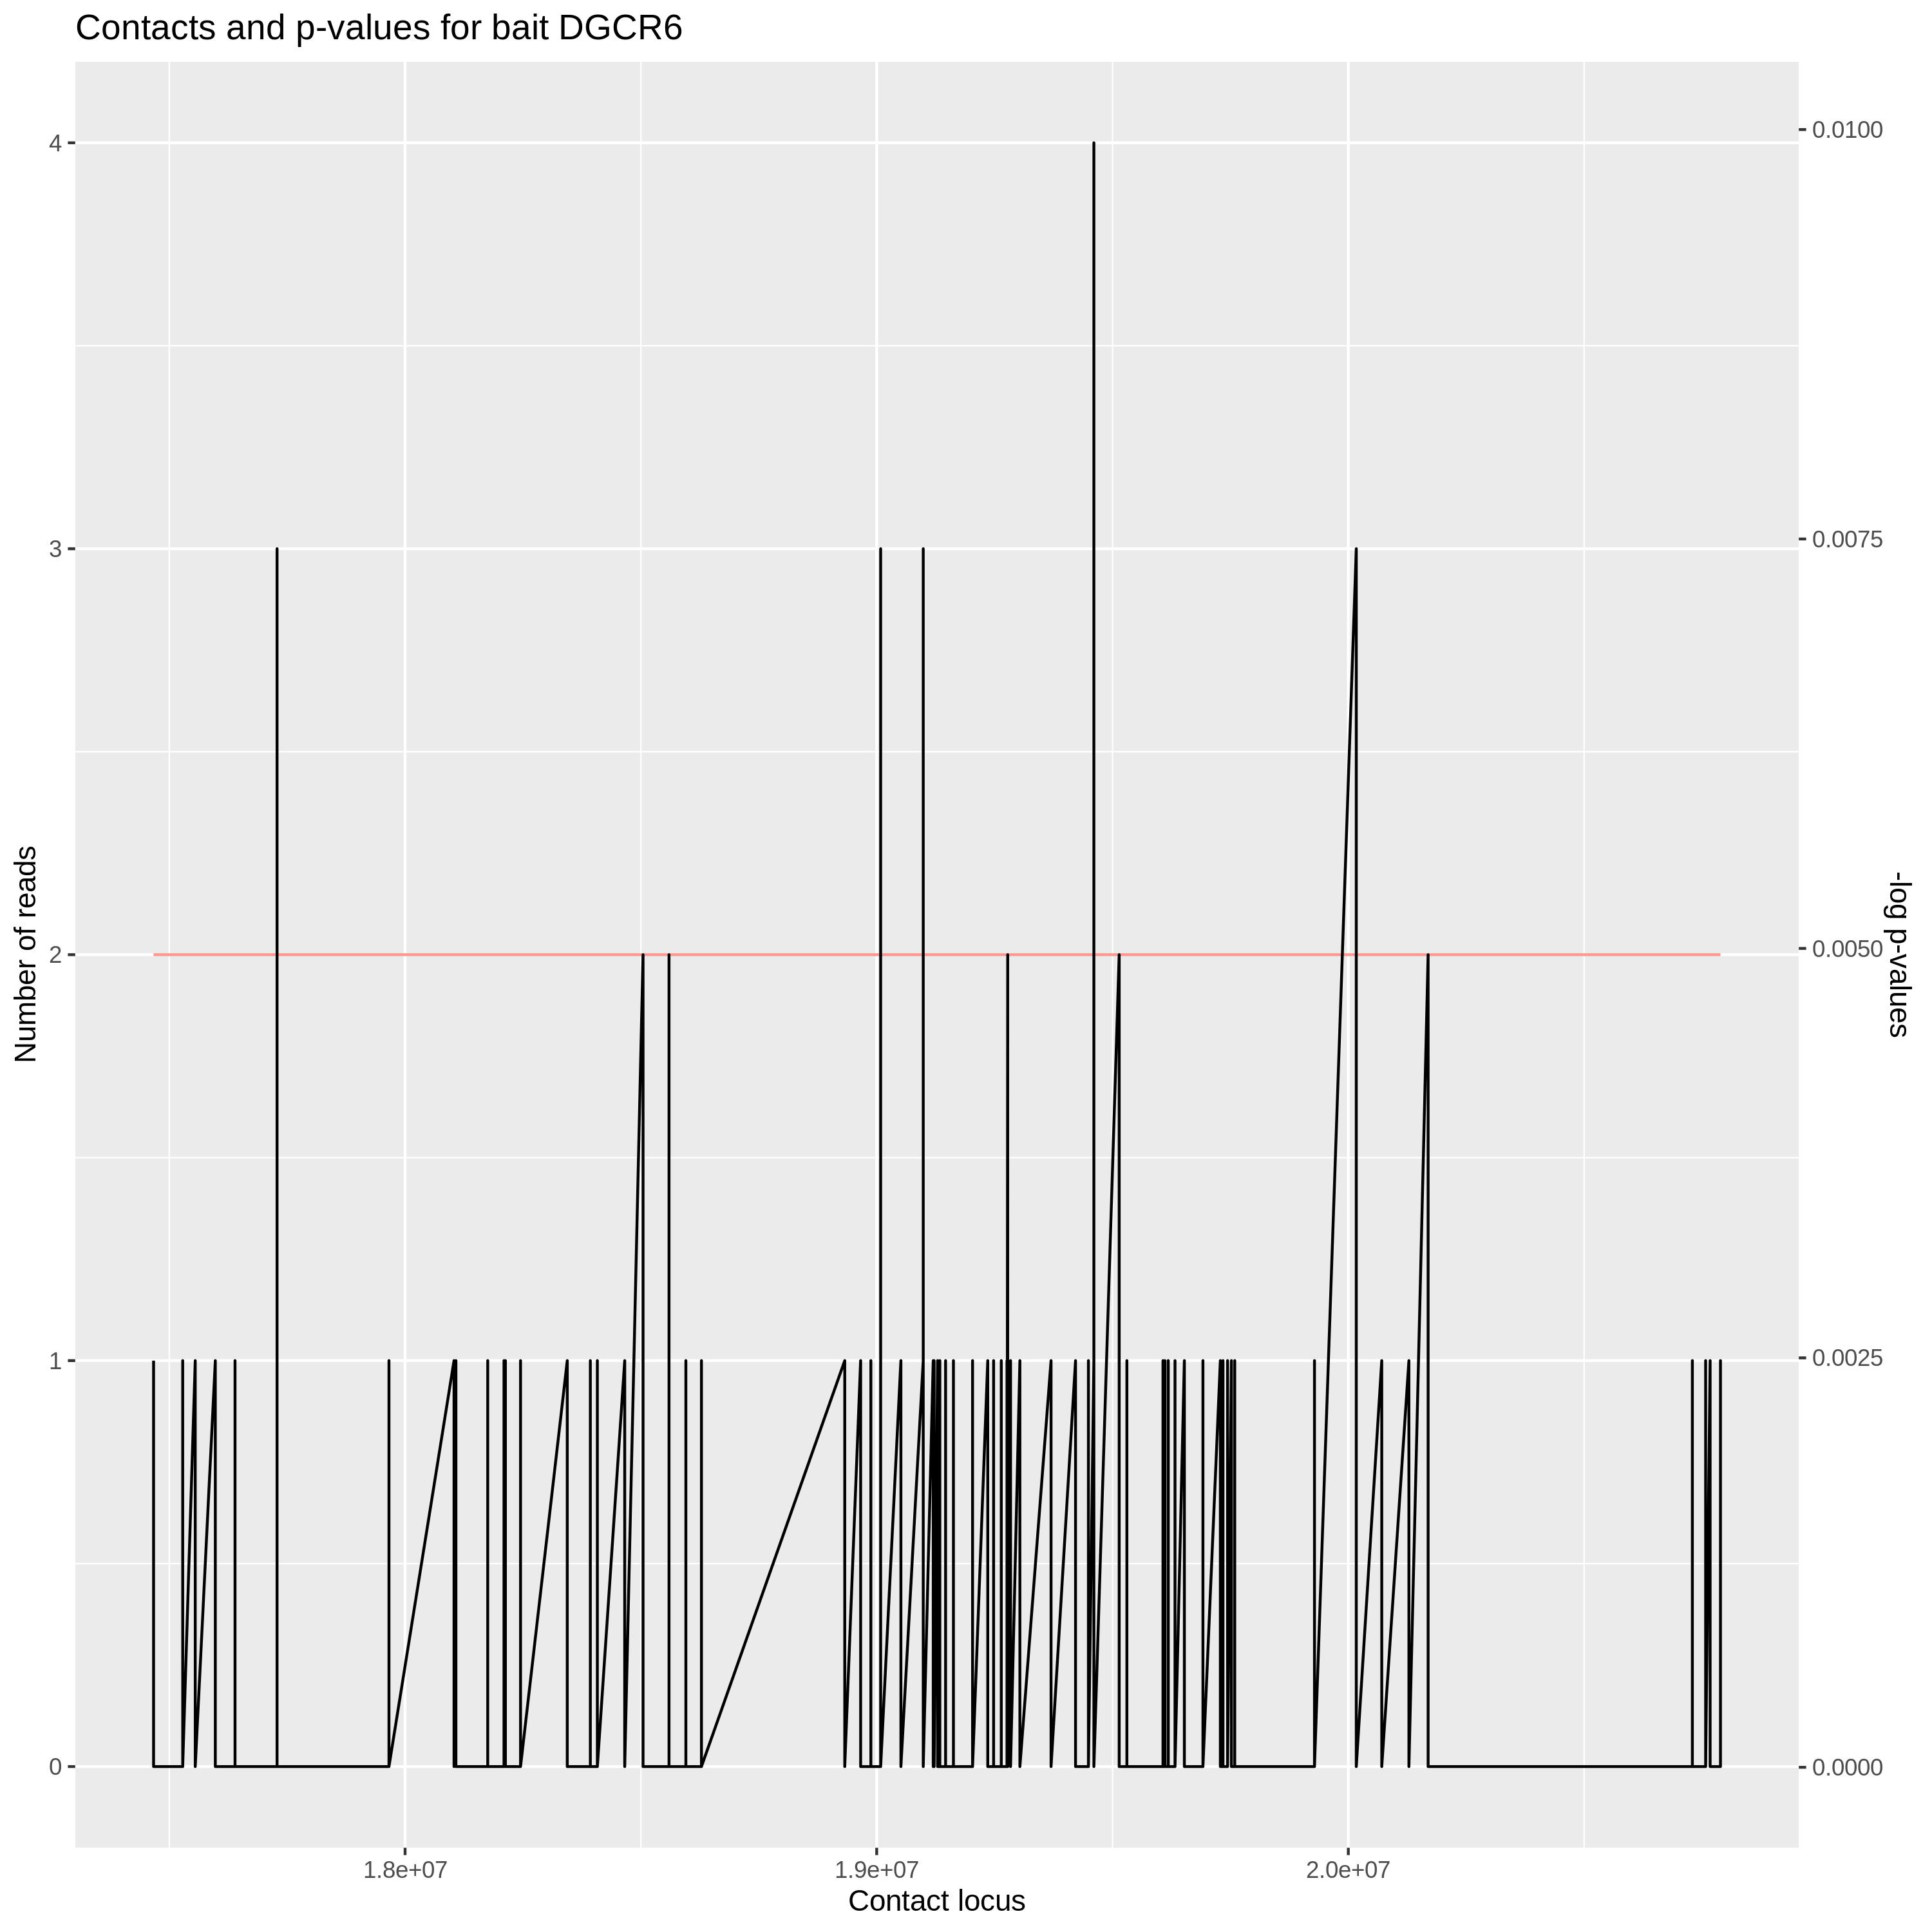 Contacts and p-values for bait DGCR6
4
3
2
1
0
Number of reads
0.0100
0.0075
0.0050
0.0025
0.0000
-log p-values
1.8e+07
1.9e+07
2.0e+07
Contact locus